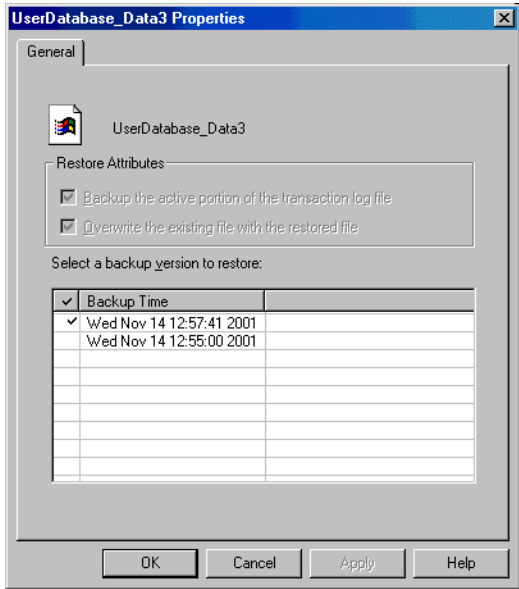 UserDatabase_Data3 Properties
General
UserDatabase_Data3
Restore Attributes
Backup the active portion of the transaction log file
Overwrite the existing file with the restored file
Select a backup version to restore:
Backup Time
Wed Nov 14 12:57:41 2001
Wed Nov 14 12:55:00 2001
OK Cancel Apply Help